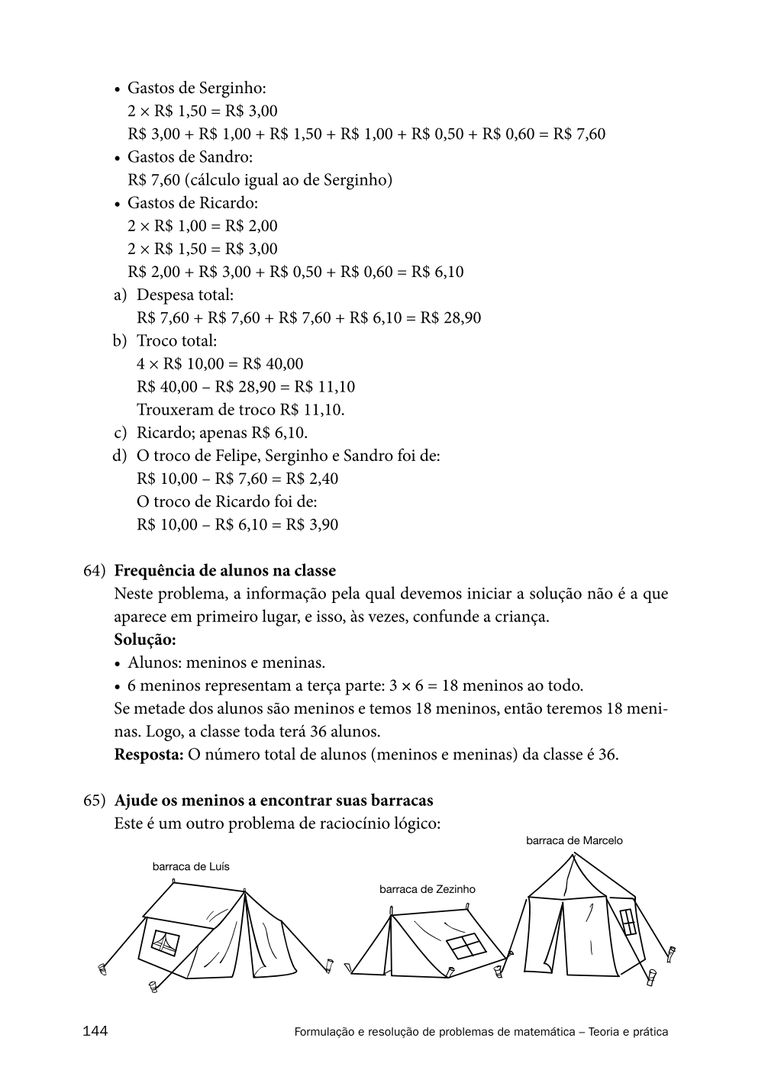 • Gastos de Serginho:
2 × R$ 1,50 = R$ 3,00
R$ 3,00 + R$ 1,00 + R$ 1,50 + R$ 1,00 + R$ 0,50 + R$ 0,60 = R$ 7,60
• Gastos de Sandro:
R$ 7,60 (cálculo igual ao de Serginho)
• Gastos de Ricardo:
2 × R$ 1,00 = R$ 2,00
2 × R$ 1,50 = R$ 3,00
R$ 2,00 + R$ 3,00 + R$ 0,50 + R$ 0,60 = R$ 6,10
a) Despesa total:
R$ 7,60 + R$ 7,60 + R$ 7,60 + R$ 6,10 = R$ 28,90
b) Troco total:
4 × R$ 10,00 = R$ 40,00
R$ 40,00 – R$ 28,90 = R$ 11,10
Trouxeram de troco R$ 11,10.
c) Ricardo; apenas R$ 6,10.
d) O troco de Felipe, Serginho e Sandro foi de:
R$ 10,00 – R$ 7,60 = R$ 2,40
O troco de Ricardo foi de:
R$ 10,00 – R$ 6,10 = R$ 3,90
64) Frequência de alunos na classe
Neste problema, a informação pela qual devemos iniciar a solução não é a que
aparece em primeiro lugar, e isso, às vezes, confunde a criança.
Solução:
• Alunos: meninos e meninas.
• 6 meninos representam a terça parte: 3 × 6 = 18 meninos ao todo.
Se metade dos alunos são meninos e temos 18 meninos, então teremos 18 meni-
nas. Logo, a classe toda terá 36 alunos.
Resposta: O número total de alunos (meninos e meninas) da classe é 36.
65) Ajude os meninos a encontrar suas barracas
Este é um outro problema de raciocínio lógico:
barraca de Luís
barraca de Zezinho
barraca de Marcelo
144
Formulação e resolução de problemas de matemática – Teoria e prática